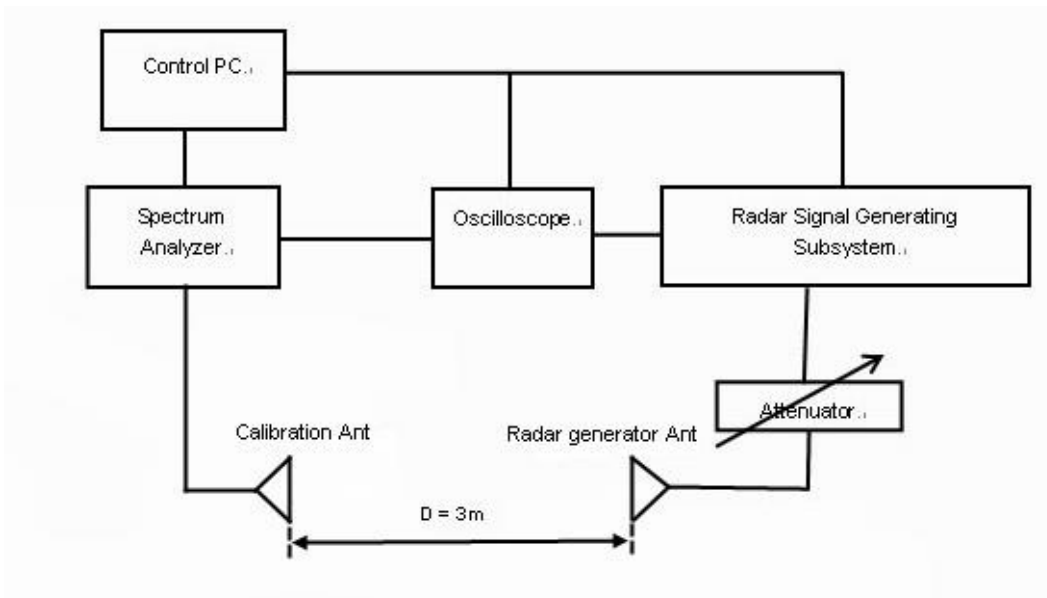 Control PC.
Spectrum
Analyzer.
Oscilloscope.
Radar Signal Generating
Subsystem.
Attenuator.
Calibration Ant
Radar generator Ant
D = 3m